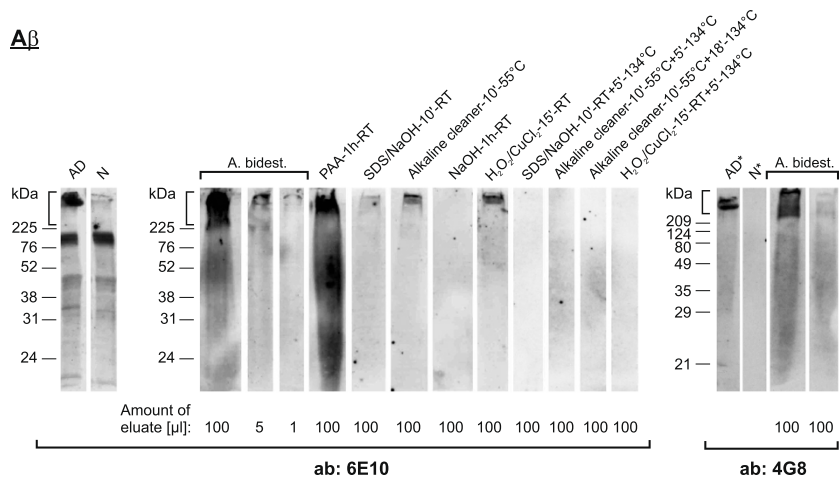 Aβ
AD
N
A. bidest.
PAA-1h-RT
SDS/NaOH-10'-RT
Alkaline cleaner-10'-55°C
NaOH-1h-RT
H₂O₂/CuCl₂-15'-RT
SDS/NaOH-10'-RT+5'-134°C
Alkaline cleaner-10'-55°C+5'-134°C
Alkaline cleaner-10'-55°C+18'-134°C
H₂O₂/CuCl₂-15'-RT+5'-134°C
AD*
N*
A. bidest.
kDa
225
76
52
38
31
24
kDa
225
76
52
38
31
24
kDa
209
124
80
49
35
29
21
Amount of
eluate [µl]: 100 5 1 100 100 100 100 100 100 100 100 100 100 100
ab: 6E10 ab: 4G8